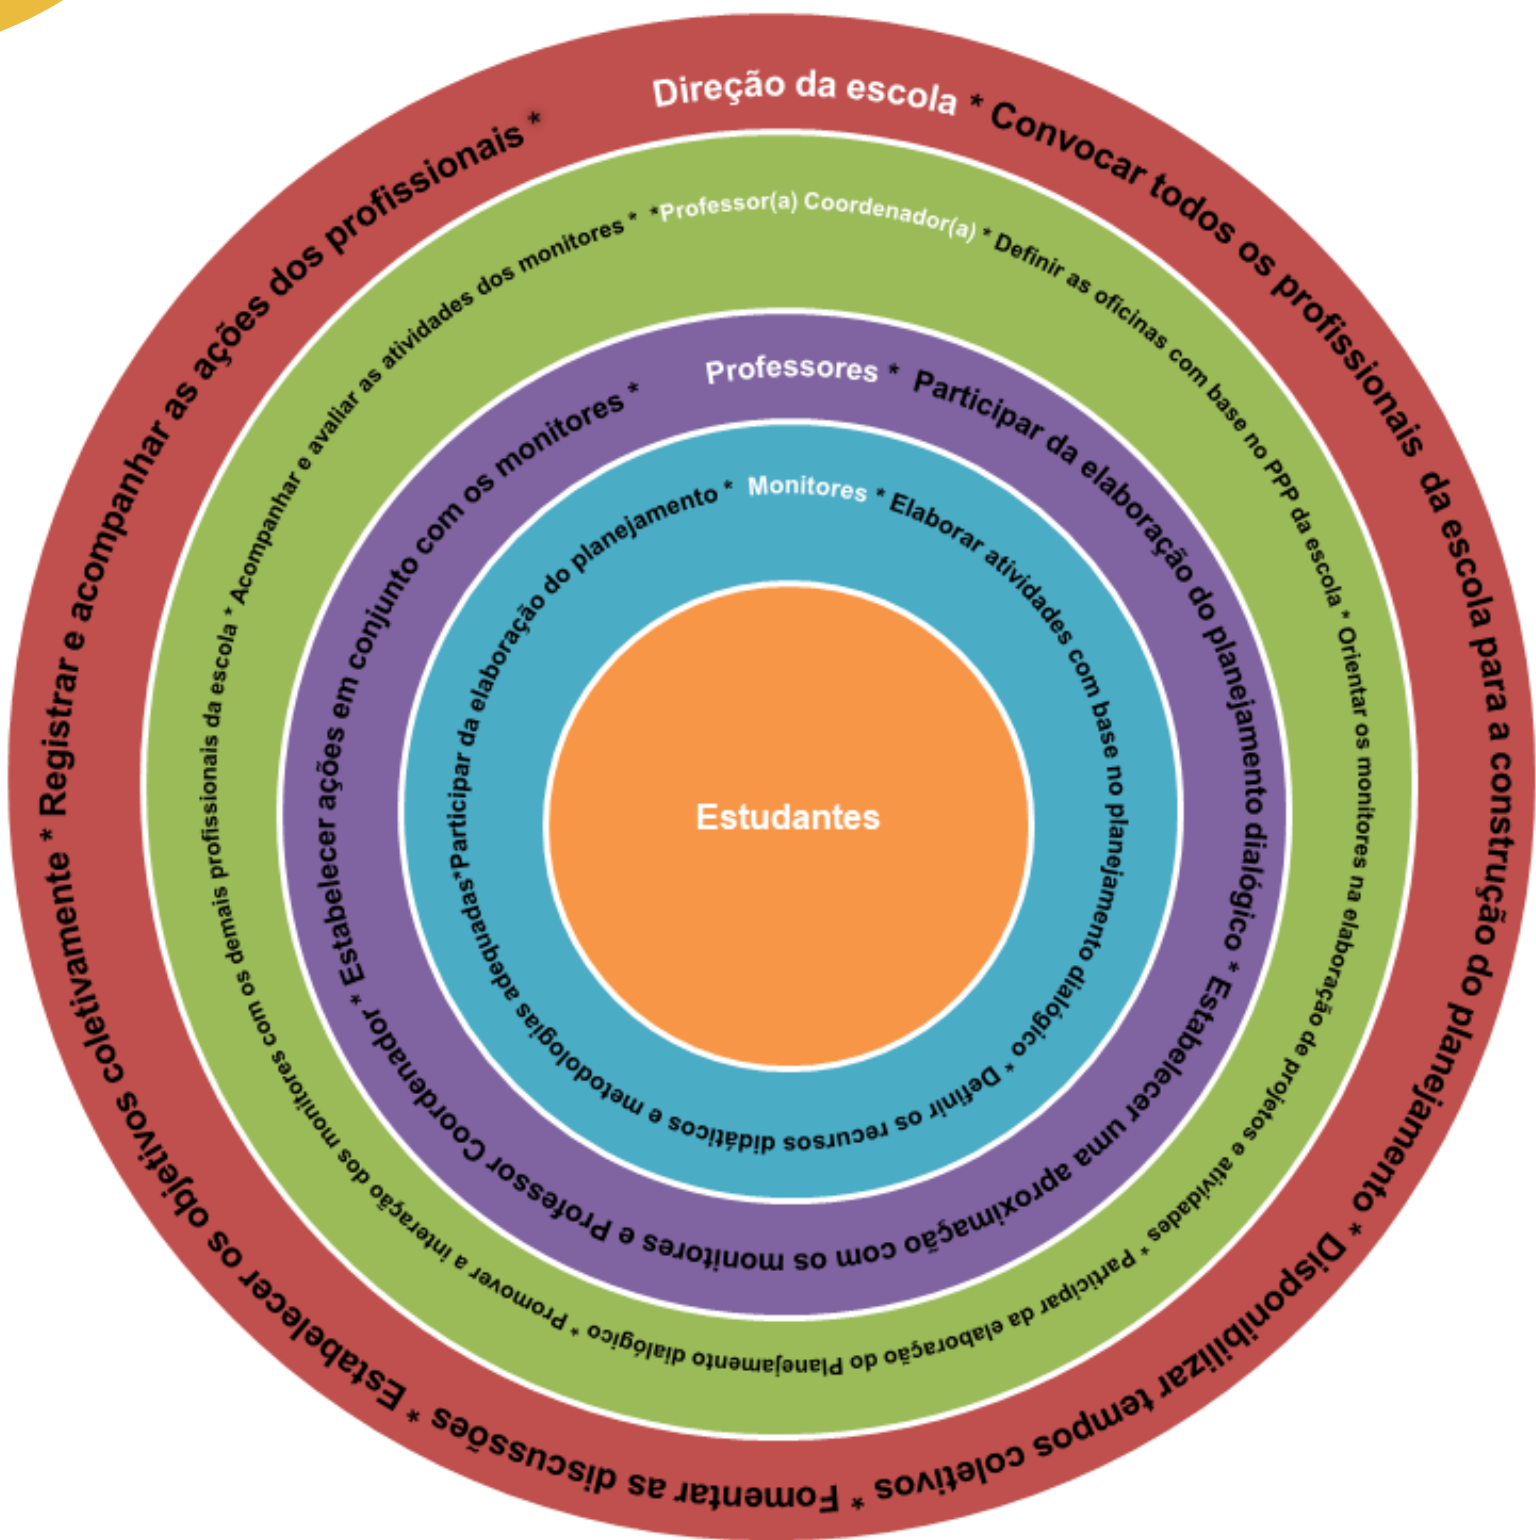 Direção da escola * Convocar todos os profissionais da escola para a construção do planejamento * Disponibilizar tempos coletivos * Fomentar as discussões * Estabelecer os objetivos coletivamente * Registrar e acompanhar as ações dos profissionais *
*Professor(a) Coordenador(a) * Definir as oficinas com base no PPP da escola * Orientar os monitores na elaboração de projetos e atividades * Participar da elaboração do Planejamento dialógico * Promover a interação dos monitores com os demais profissionais da escola * Acompanhar e avaliar as atividades dos monitores *
Professores * Participar da elaboração do planejamento dialógico * Estabelecer uma aproximação com os monitores e Professor Coordenador* Estabelecer ações em conjunto com os monitores *
Monitores * Elaborar atividades com base no planejamento dialógico * Definir os recursos didáticos e metodologias adequadas*Participar da elaboração do planejamento *
Estudantes